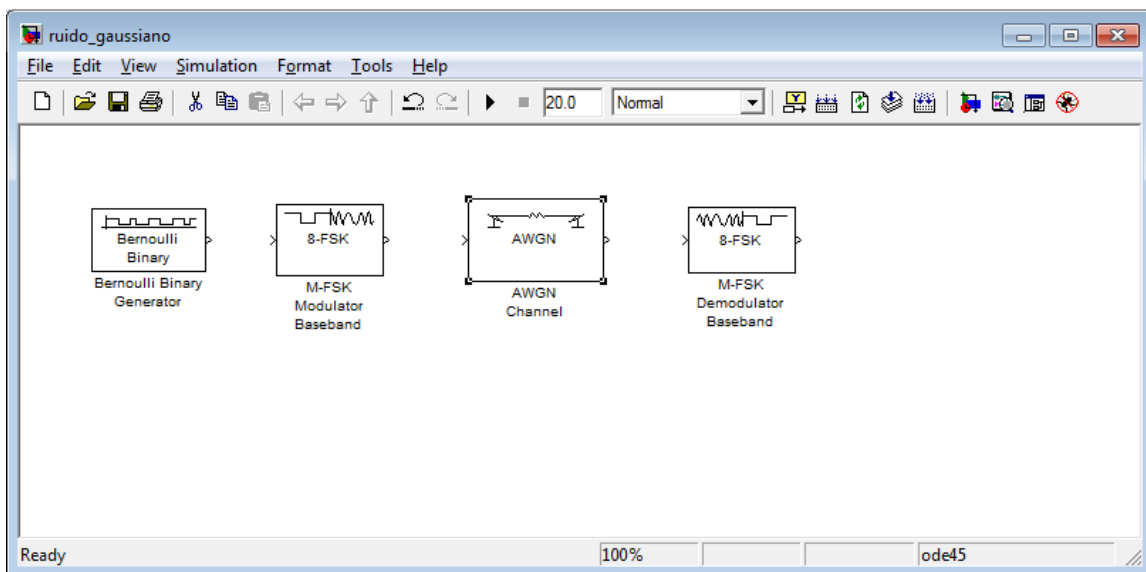 ruido_gaussiano
File Edit View Simulation Format Tools Help
20.0 Normal
Bernoulli
Binary
Bernoulli Binary
Generator
8-FSK
M-FSK
Modulator
Baseband
AWGN
AWGN
Channel
8-FSK
M-FSK
Demodulator
Baseband
Ready 100% ode45